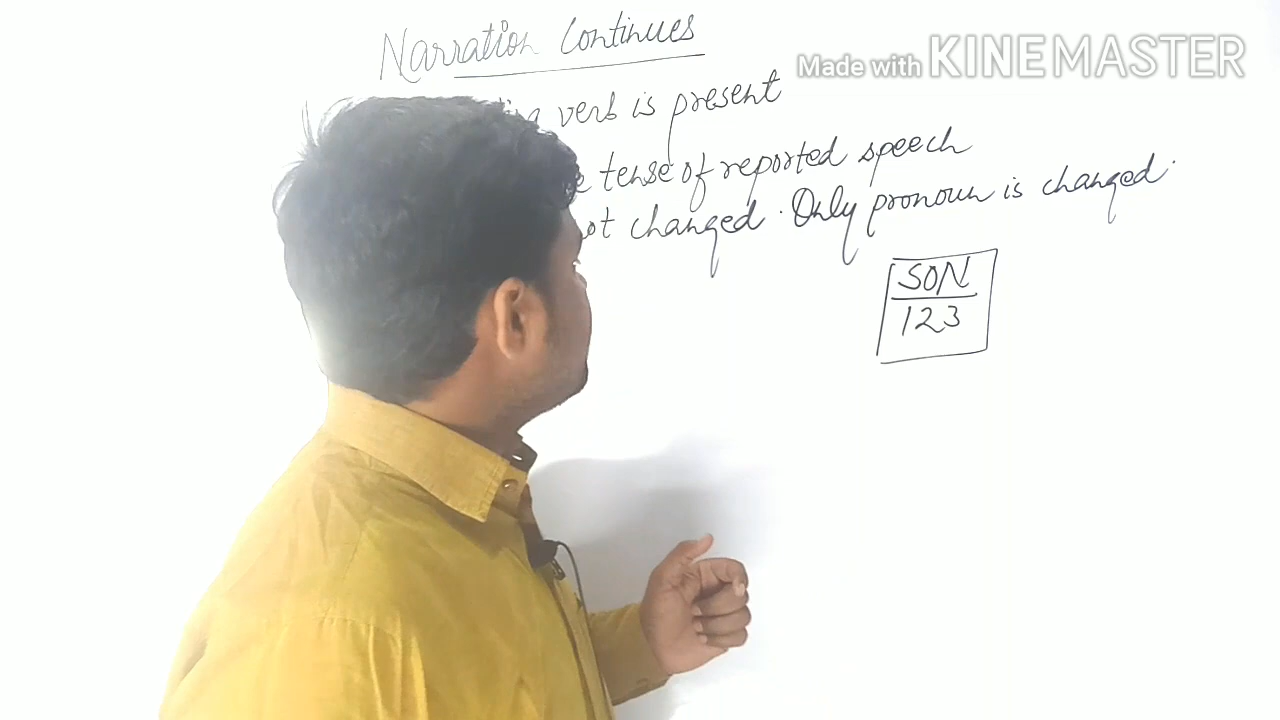 Narration Continues
Made with KINEMASTER
verb is present
tense of reported speech
changed. Only pronoun is changed.
SON
123